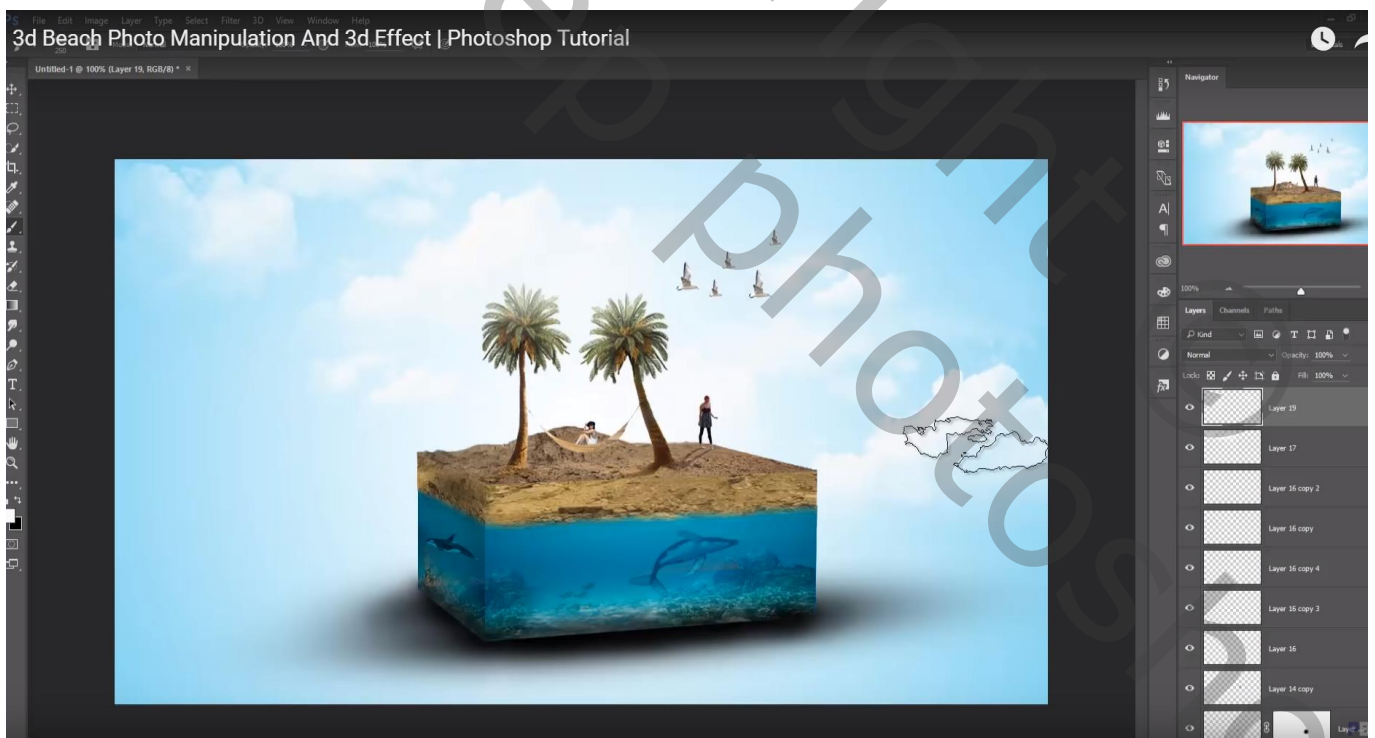 File Edit Image Layer Type Select Filter 3D View Window Help
3d Beach Photo Manipulation And 3d Effect | Photoshop Tutorial
250
Untitled-1 @ 100% (Layer 19, RGB/8) *
Navigator
100%
Layers Channels Paths
Kind
Normal Opacity: 100%
Lock: Fill: 100%
Layer 19
Layer 17
Layer 16 copy 2
Layer 16 copy
Layer 16 copy 4
Layer 16 copy 3
Layer 16
Layer 14 copy